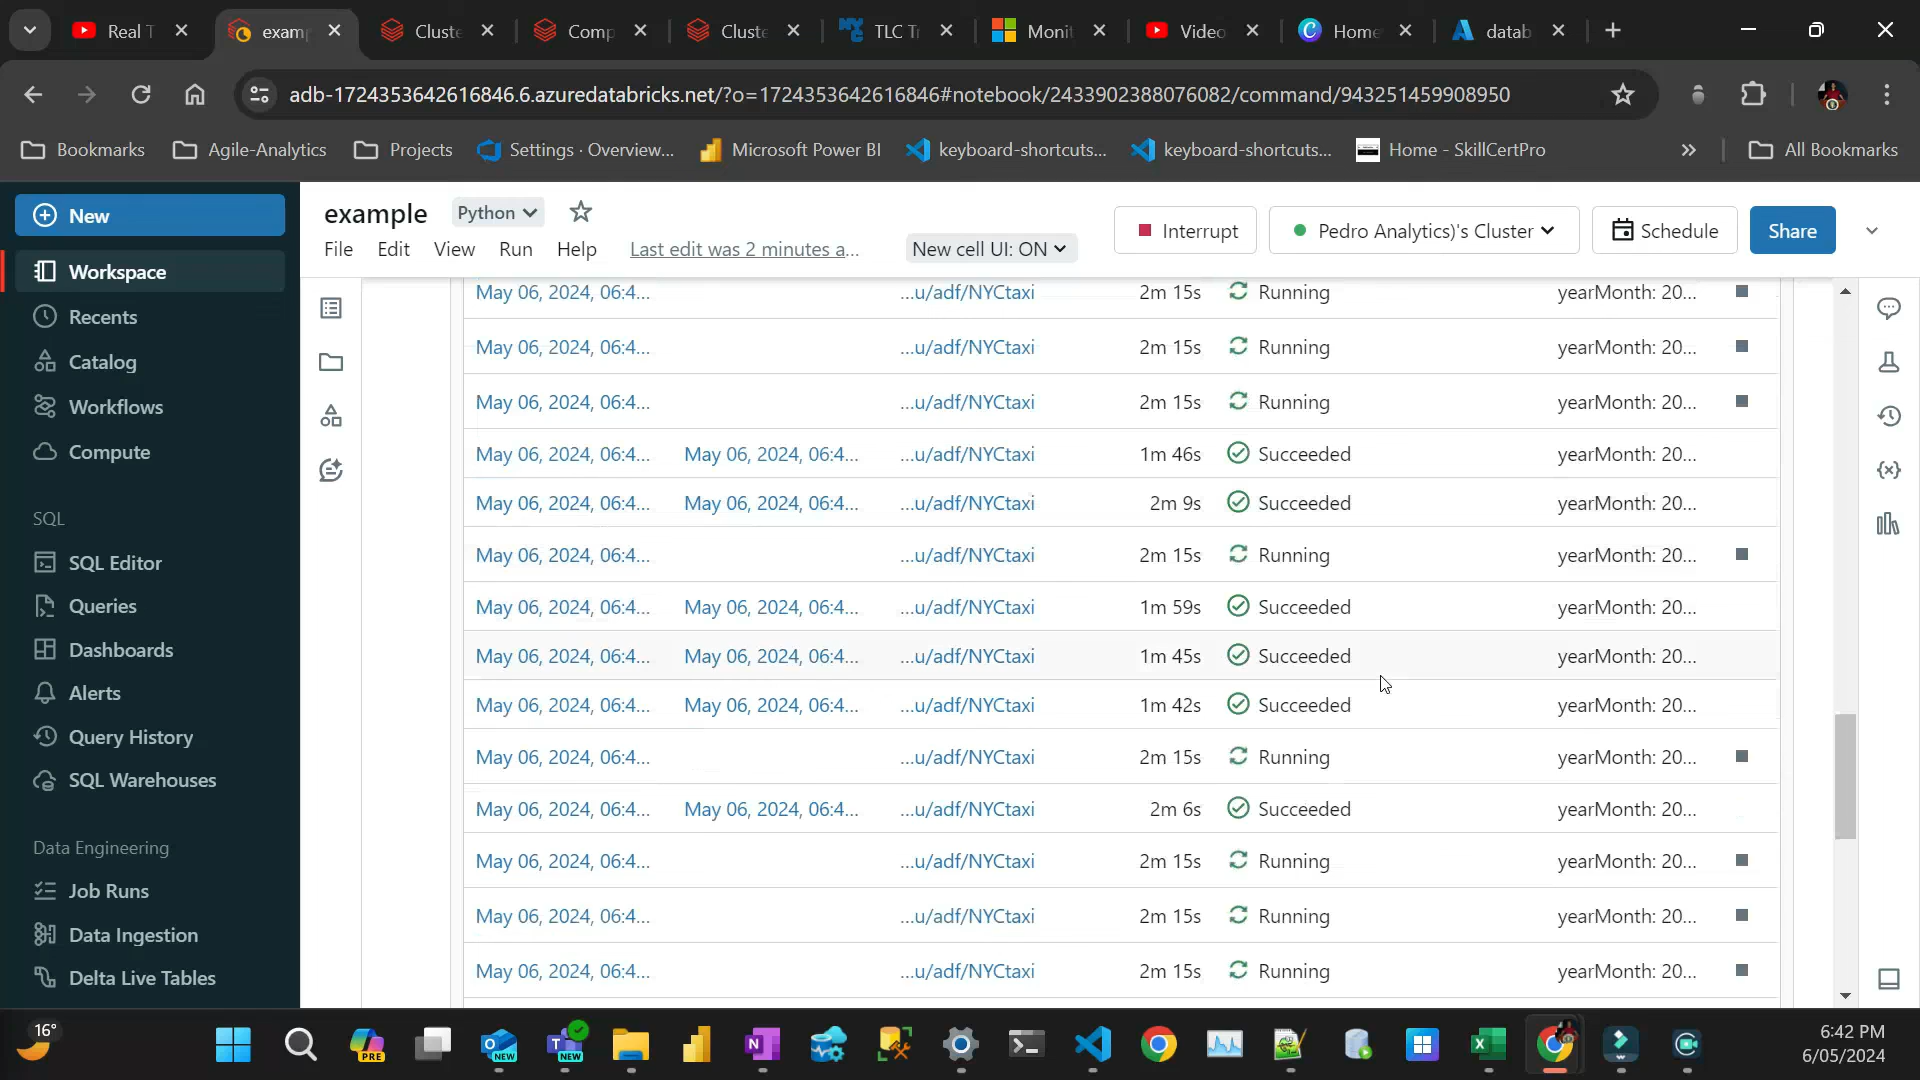 Real T
examp
Cluste
Comp
Cluste
TLC Tr
Monit
Video
Home
datab
adb-1724353642616846.6.azuredatabricks.net/?o=1724353642616846#notebook/2433902388076082/command/943251459908950
Bookmarks
Agile-Analytics
Projects
Settings · Overview...
Microsoft Power BI
keyboard-shortcuts...
keyboard-shortcuts...
Home - SkillCertPro
»
All Bookmarks
New
Workspace
Recents
Catalog
Workflows
Compute
SQL
SQL Editor
Queries
Dashboards
Alerts
Query History
SQL Warehouses
Data Engineering
Job Runs
Data Ingestion
Delta Live Tables
example
Python
File Edit View Run Help Last edit was 2 minutes a...
New cell UI: ON
Interrupt
Pedro Analytics)'s Cluster
Schedule
Share
May 06, 2024, 06:4... ...u/adf/NYCtaxi 2m 15s Running yearMonth: 20...
May 06, 2024, 06:4... ...u/adf/NYCtaxi 2m 15s Running yearMonth: 20...
May 06, 2024, 06:4... ...u/adf/NYCtaxi 2m 15s Running yearMonth: 20...
May 06, 2024, 06:4... May 06, 2024, 06:4... ...u/adf/NYCtaxi 1m 46s Succeeded yearMonth: 20...
May 06, 2024, 06:4... May 06, 2024, 06:4... ...u/adf/NYCtaxi 2m 9s Succeeded yearMonth: 20...
May 06, 2024, 06:4... ...u/adf/NYCtaxi 2m 15s Running yearMonth: 20...
May 06, 2024, 06:4... May 06, 2024, 06:4... ...u/adf/NYCtaxi 1m 59s Succeeded yearMonth: 20...
May 06, 2024, 06:4... May 06, 2024, 06:4... ...u/adf/NYCtaxi 1m 45s Succeeded yearMonth: 20...
May 06, 2024, 06:4... May 06, 2024, 06:4... ...u/adf/NYCtaxi 1m 42s Succeeded yearMonth: 20...
May 06, 2024, 06:4... ...u/adf/NYCtaxi 2m 15s Running yearMonth: 20...
May 06, 2024, 06:4... May 06, 2024, 06:4... ...u/adf/NYCtaxi 2m 6s Succeeded yearMonth: 20...
May 06, 2024, 06:4... ...u/adf/NYCtaxi 2m 15s Running yearMonth: 20...
May 06, 2024, 06:4... ...u/adf/NYCtaxi 2m 15s Running yearMonth: 20...
May 06, 2024, 06:4... ...u/adf/NYCtaxi 2m 15s Running yearMonth: 20...
16°
PRE
NEW
NEW
6:42 PM
6/05/2024